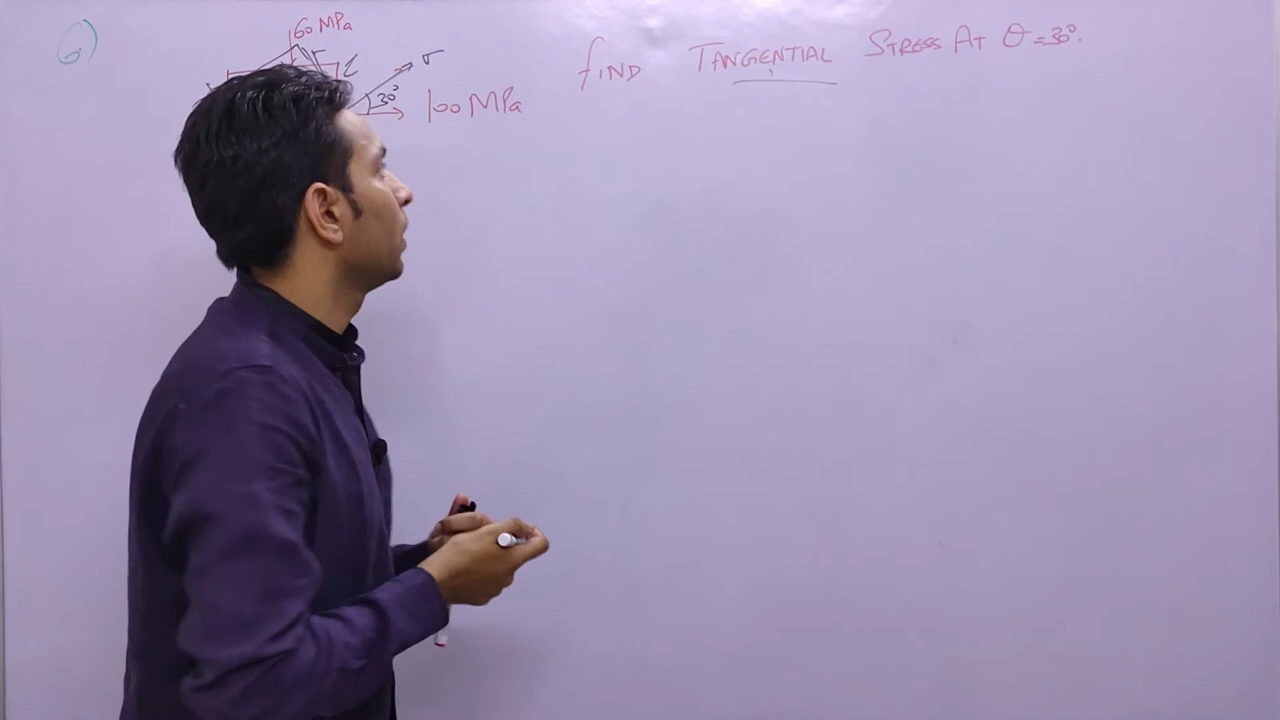 6)
60 MPa
τ
σ
30°
100 MPa
fIND TANGENTIAL STRESS AT θ=30°.